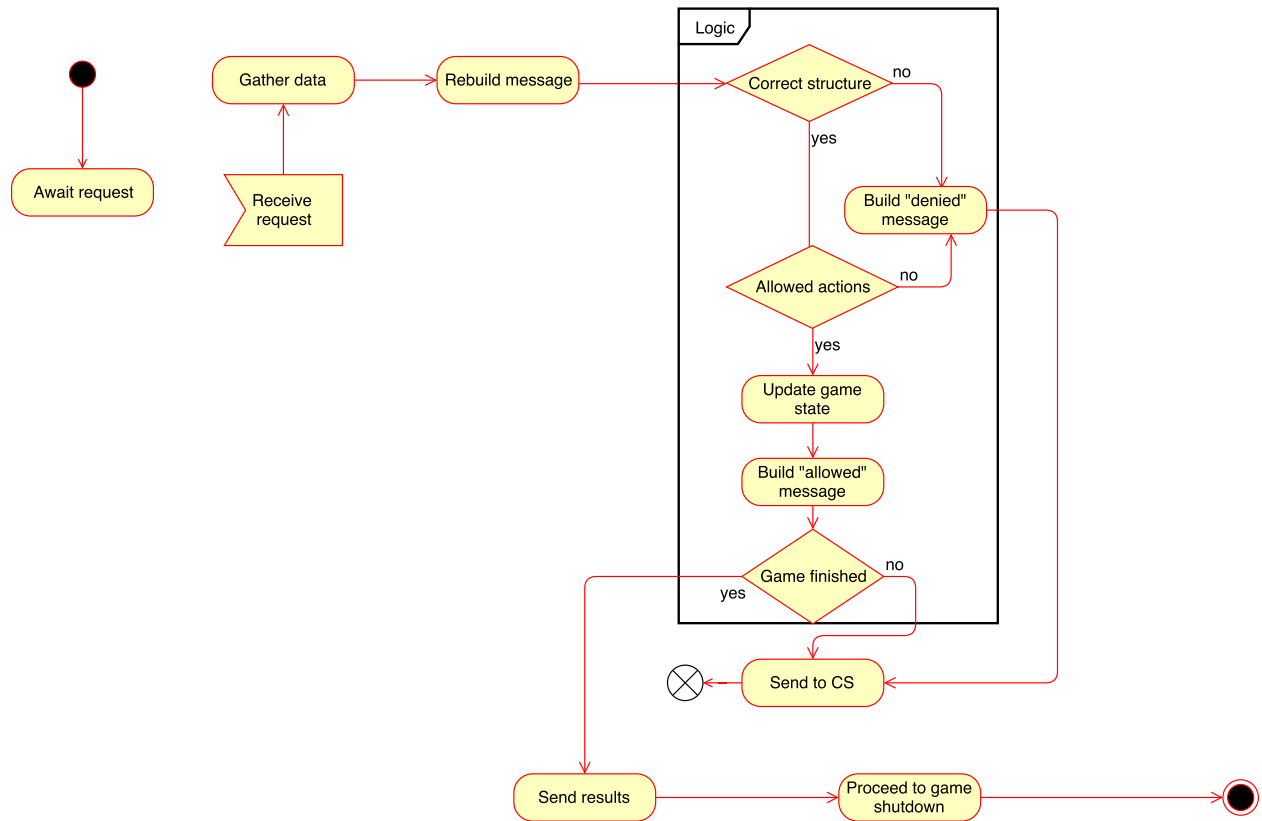 Logic
Gather data
Rebuild message
Correct structure
no
yes
Await request
Receive
request
Build "denied"
message
Allowed actions
no
yes
Update game
state
Build "allowed"
message
Game finished
no
yes
Send to CS
Send results
Proceed to game
shutdown